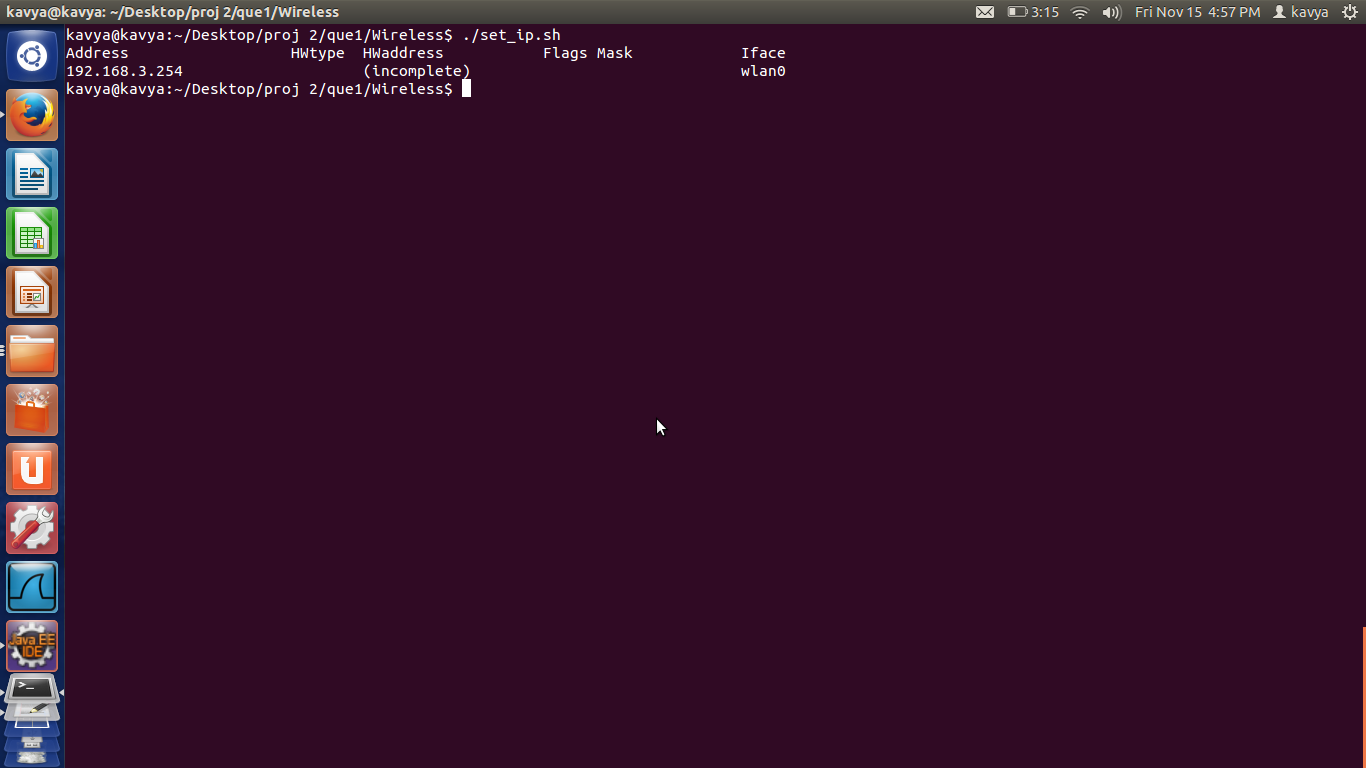 kavya@kavya: ~/Desktop/proj 2/que1/Wireless 3:15 Fri Nov 15 4:57 PM kavya
kavya@kavya:~/Desktop/proj 2/que1/Wireless$ ./set_ip.sh
Address HWtype HWaddress Flags Mask Iface
192.168.3.254 (incomplete) wlan0
kavya@kavya:~/Desktop/proj 2/que1/Wireless$
U
Java EE
IDE
>_